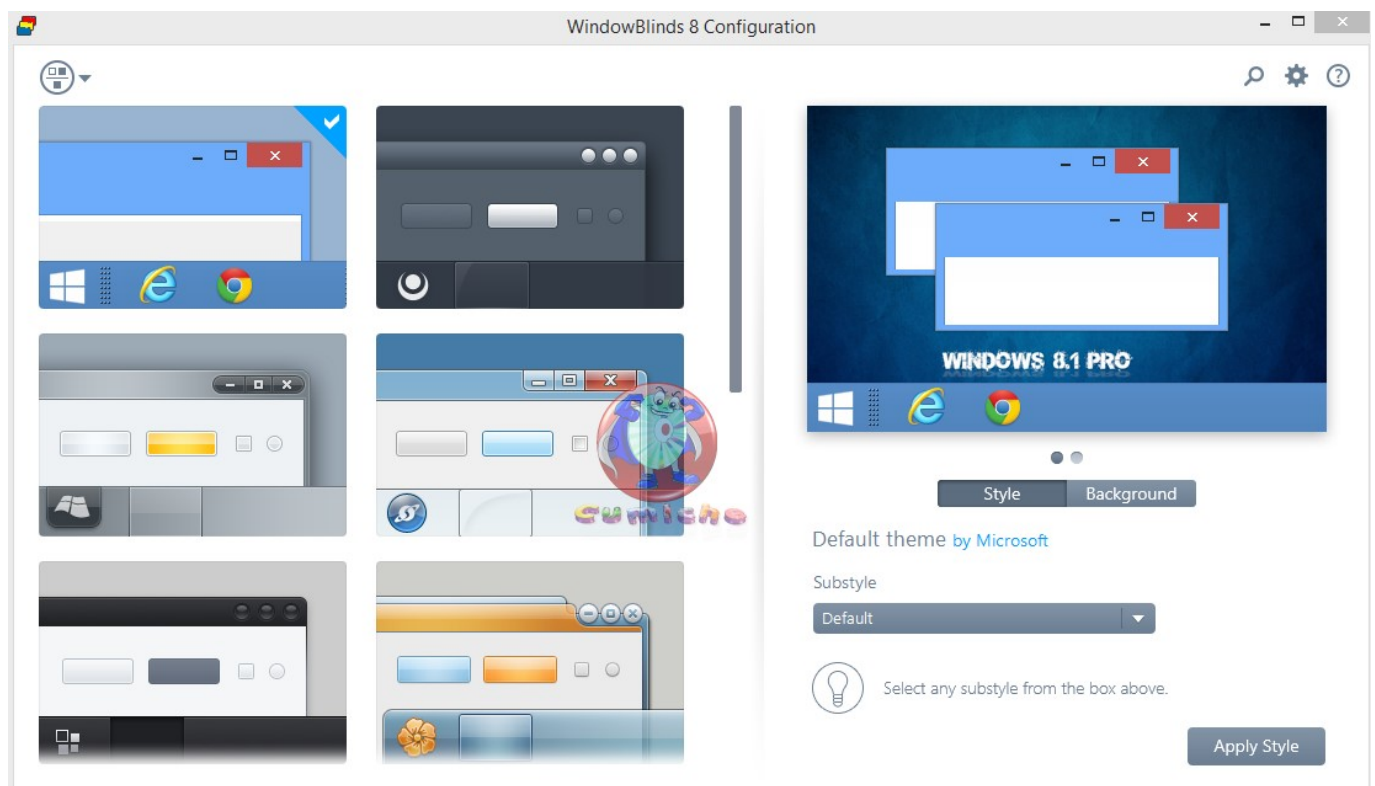 WindowBlinds 8 Configuration
WINDOWS 8.1 PRO
cumicho
Style
Background
Default theme by Microsoft
Substyle
Default
Select any substyle from the box above.
Apply Style